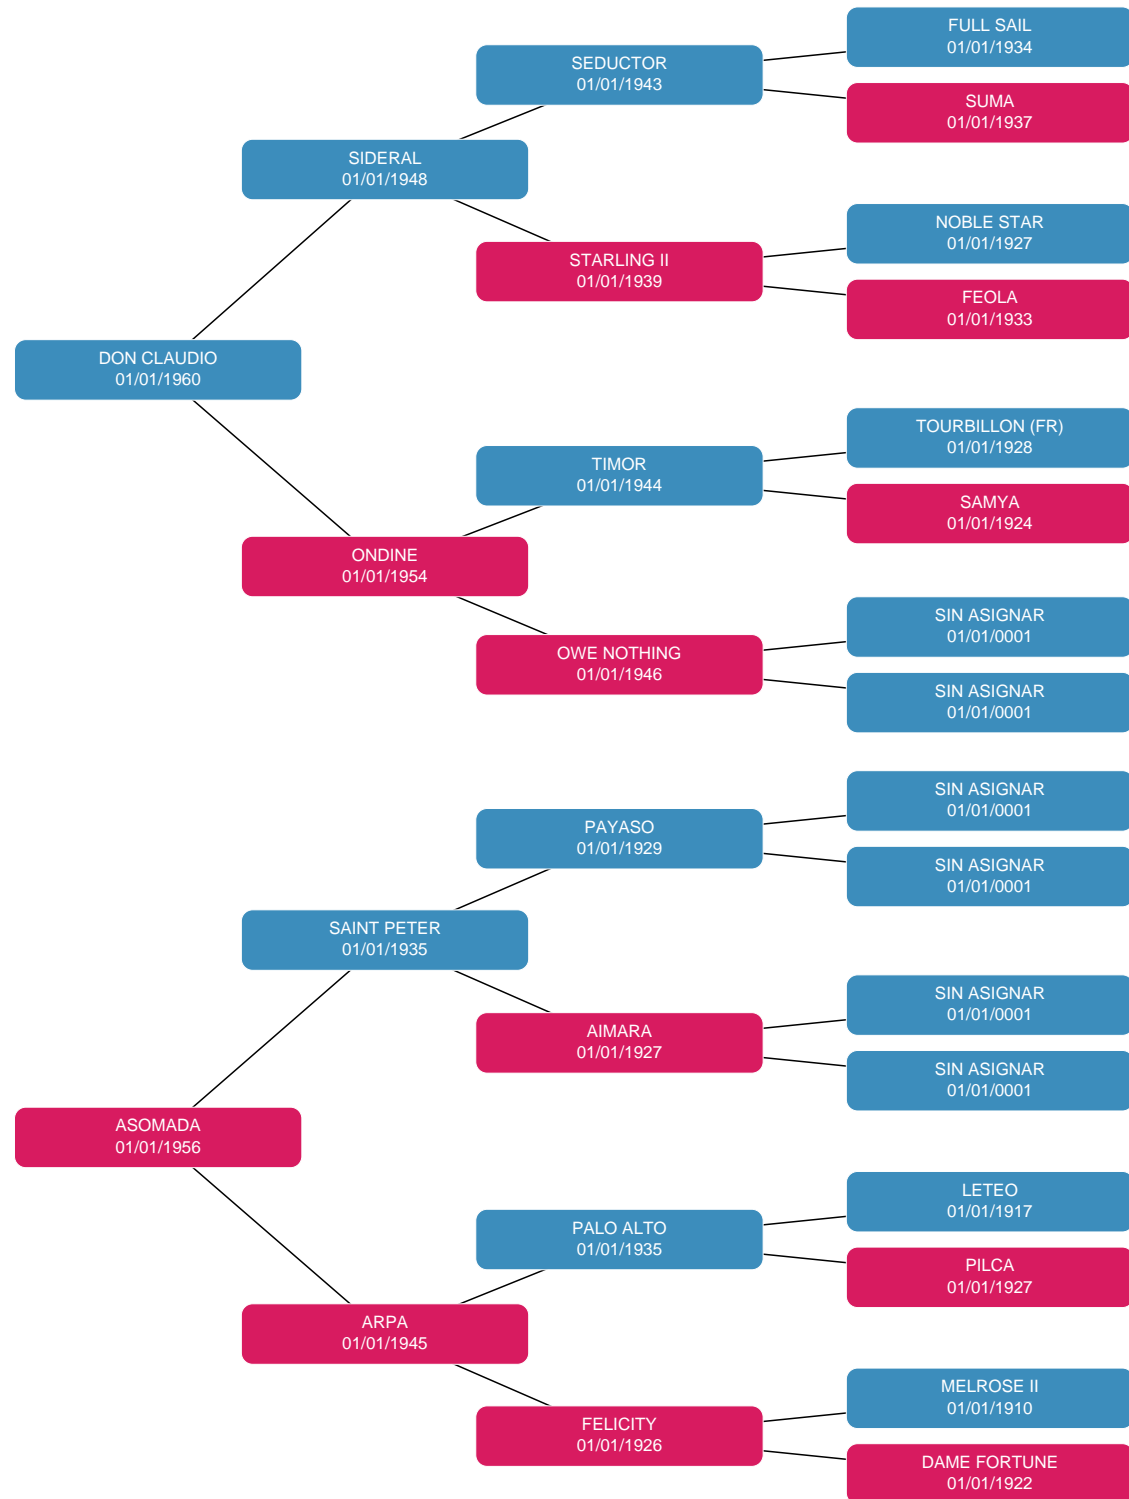 FULL SAIL
01/01/1934
SEDUCTOR
01/01/1943
SUMA
01/01/1937
SIDERAL
01/01/1948
NOBLE STAR
01/01/1927
STARLING II
01/01/1939
FEOLA
01/01/1933
DON CLAUDIO
01/01/1960
TOURBILLON (FR)
01/01/1928
TIMOR
01/01/1944
SAMYA
01/01/1924
ONDINE
01/01/1954
SIN ASIGNAR
01/01/0001
OWE NOTHING
01/01/1946
SIN ASIGNAR
01/01/0001
SIN ASIGNAR
01/01/0001
PAYASO
01/01/1929
SIN ASIGNAR
01/01/0001
SAINT PETER
01/01/1935
SIN ASIGNAR
01/01/0001
AIMARA
01/01/1927
SIN ASIGNAR
01/01/0001
ASOMADA
01/01/1956
LETEO
01/01/1917
PALO ALTO
01/01/1935
PILCA
01/01/1927
ARPA
01/01/1945
MELROSE II
01/01/1910
FELICITY
01/01/1926
DAME FORTUNE
01/01/1922